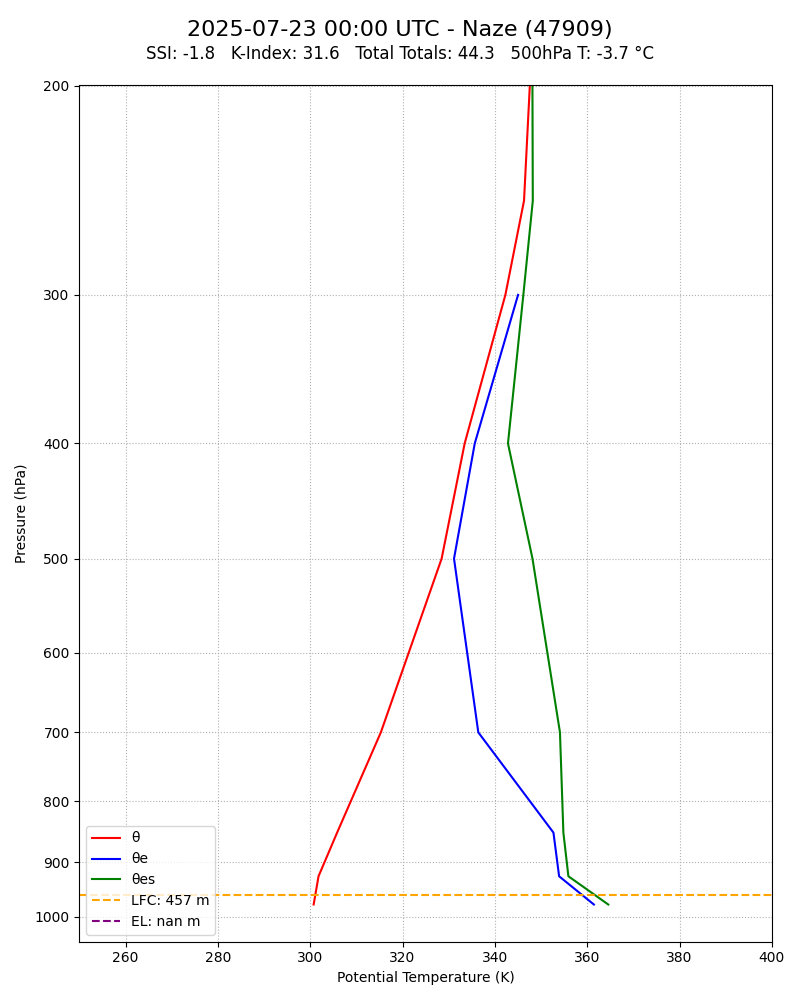 2025-07-23 00:00 UTC - Naze (47909)
SSI: -1.8   K-Index: 31.6   Total Totals: 44.3   500hPa T: -3.7 °C
200
300
400
500
600
700
800
900
1000
Pressure (hPa)
θ
θe
θes
LFC: 457 m
EL: nan m
260 280 300 320 340 360 380 400
Potential Temperature (K)